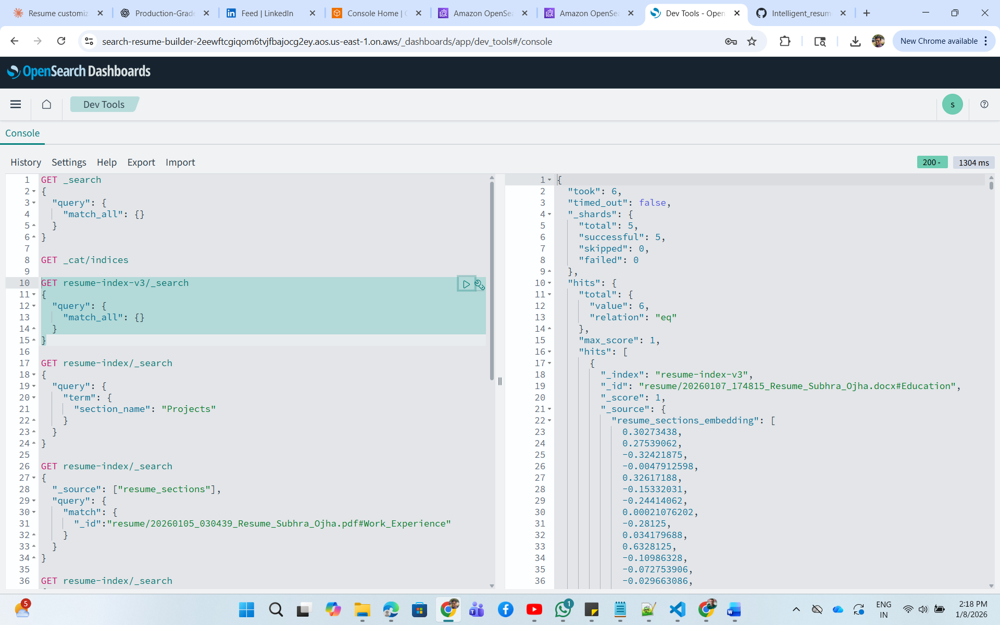 Resume customiz
Production-Grade
Feed | LinkedIn
Console Home | C
Amazon OpenSea
Amazon OpenSea
Dev Tools - Open
Intelligent_resum
search-resume-builder-2eewftcgiqom6tvjfbajocg2ey.aos.us-east-1.on.aws/_dashboards/app/dev_tools#/console
New Chrome available
OpenSearch Dashboards
Dev Tools
s
Console
History Settings Help Export Import
200 -
1304 ms
1 GET _search
2 {
3 "query": {
4 "match_all": {}
5 }
6 }
7
8 GET _cat/indices
9
10 GET resume-index-v3/_search
11 {
12 "query": {
13 "match_all": {}
14 }
15 }
16
17 GET resume-index/_search
18 {
19 "query": {
20 "term": {
21 "section_name": "Projects"
22 }
23 }
24 }
25
26 GET resume-index/_search
27 {
28 "_source": ["resume_sections"],
29 "query": {
30 "match": {
31 "_id":"resume/20260105_030439_Resume_Subhra_Ojha.pdf#Work_Experience"
32 }
33 }
34 }
35
36 GET resume-index/_search
1 {
2 "took": 6,
3 "timed_out": false,
4 "_shards": {
5 "total": 5,
6 "successful": 5,
7 "skipped": 0,
8 "failed": 0
9 },
10 "hits": {
11 "total": {
12 "value": 6,
13 "relation": "eq"
14 },
15 "max_score": 1,
16 "hits": [
17 {
18 "_index": "resume-index-v3",
19 "_id": "resume/20260107_174815_Resume_Subhra_Ojha.docx#Education",
20 "_score": 1,
21 "_source": {
22 "resume_sections_embedding": [
23 0.30273438,
24 0.27539062,
25 -0.32421875,
26 -0.0047912598,
27 0.32617188,
28 -0.15332031,
29 -0.24414062,
30 0.00021076202,
31 -0.28125,
32 0.034179688,
33 0.6328125,
34 -0.10986328,
35 -0.072753906,
36 -0.029663086,
5
1
ENG
IN
2:18 PM
1/8/2026